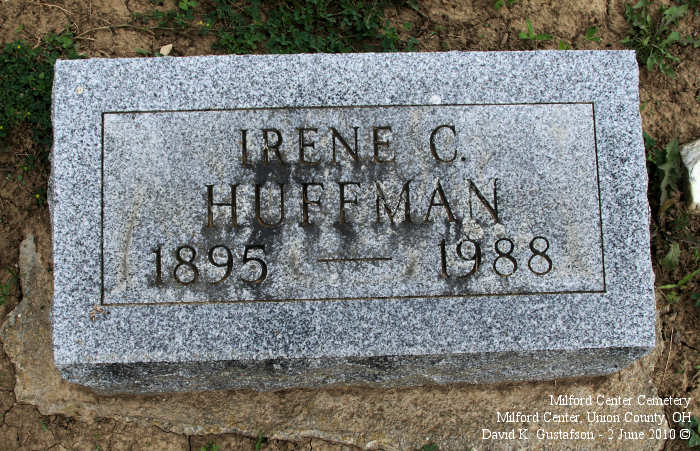 IRENE C.
HUFFMAN
1895 — 1988
Milford Center Cemetery
Milford Center, Union County, OH
David K. Gustafson - 2 June 2010 ©